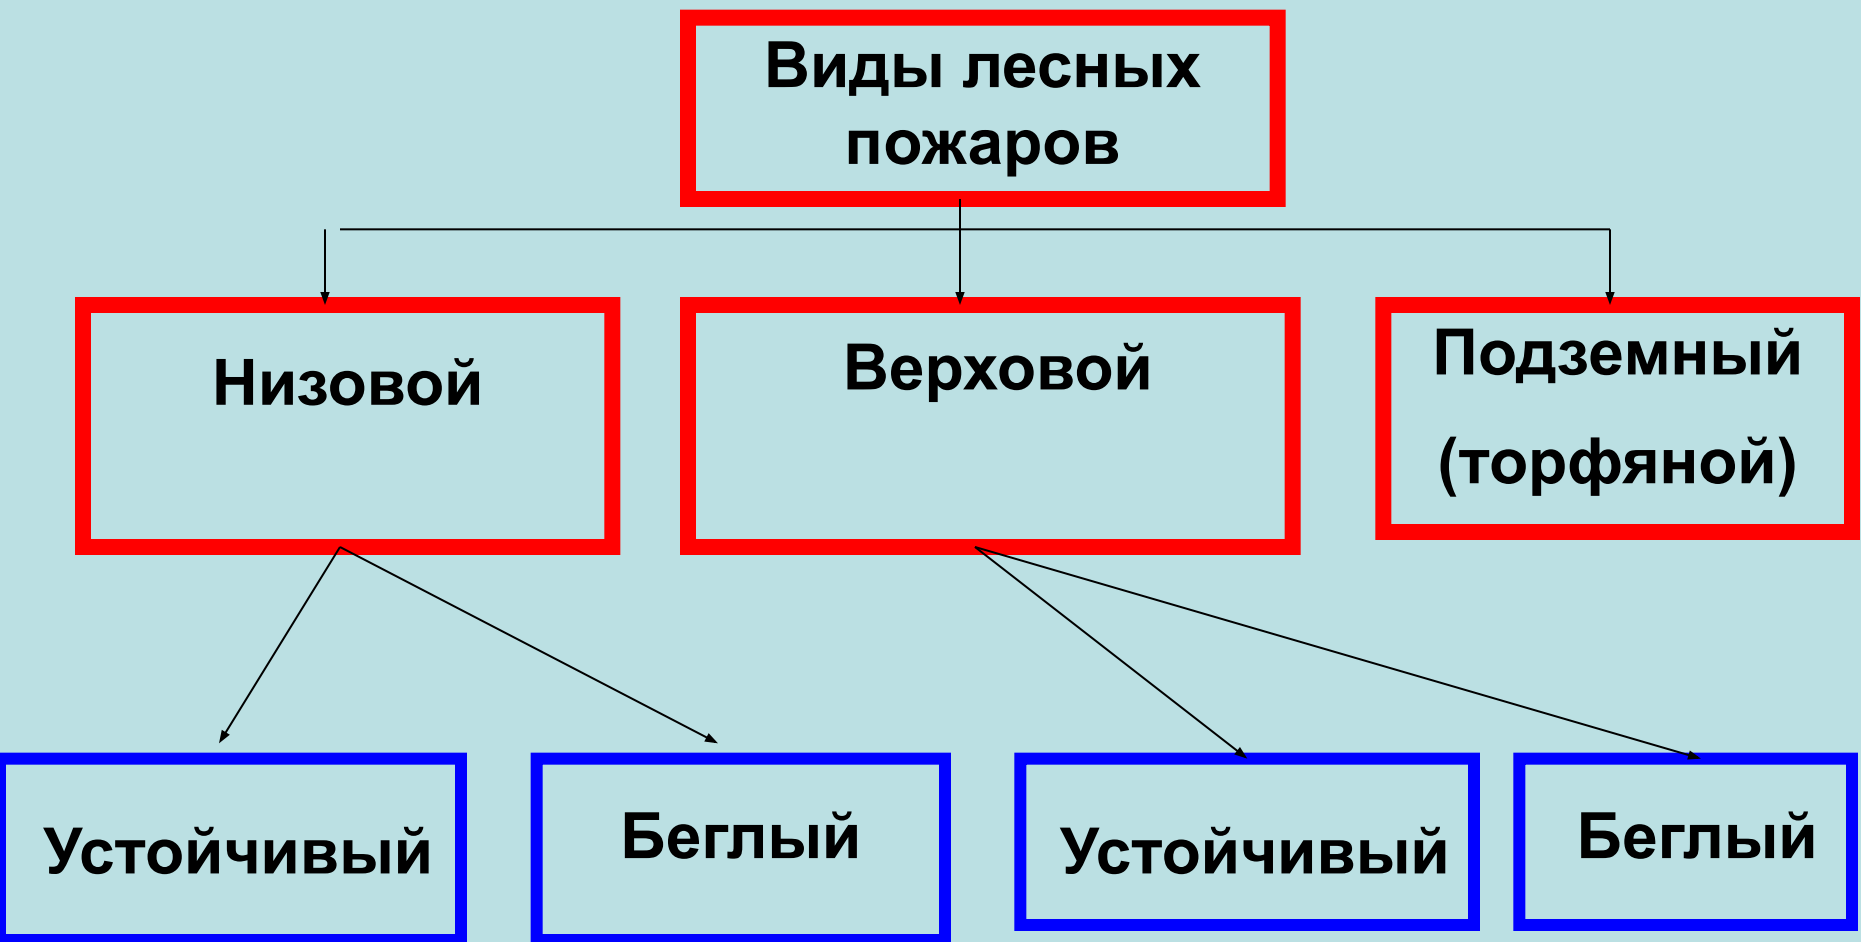 Виды лесных
пожаров
Низовой
Верховой
Подземный
(торфяной)
Устойчивый
Беглый
Устойчивый
Беглый